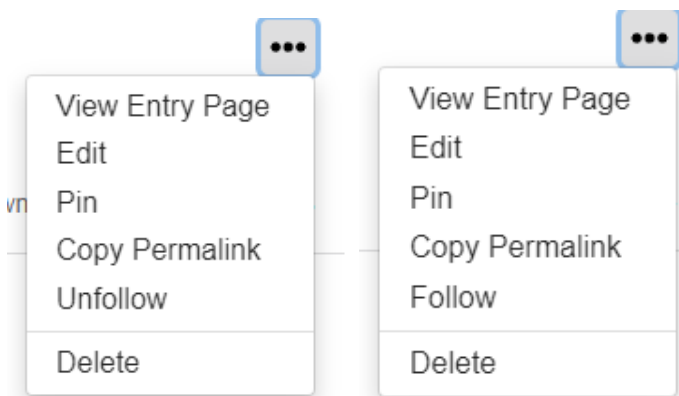 View Entry Page
Edit
Pin
Copy Permalink
Unfollow
Delete
View Entry Page
Edit
Pin
Copy Permalink
Follow
Delete